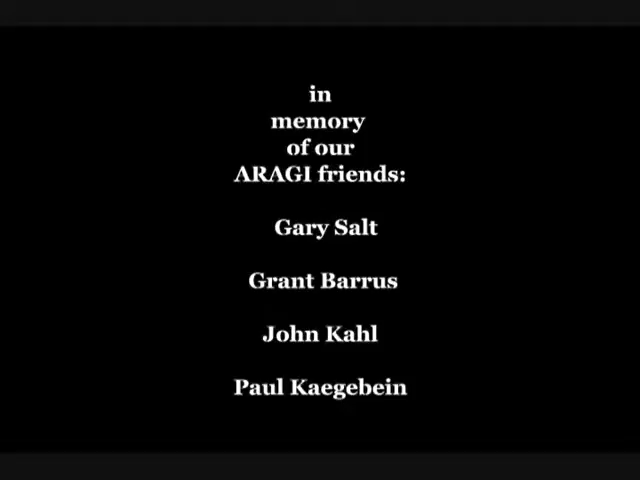 in
memory
of our
ARAGI friends:
Gary Salt
Grant Barrus
John Kahl
Paul Kaegebein